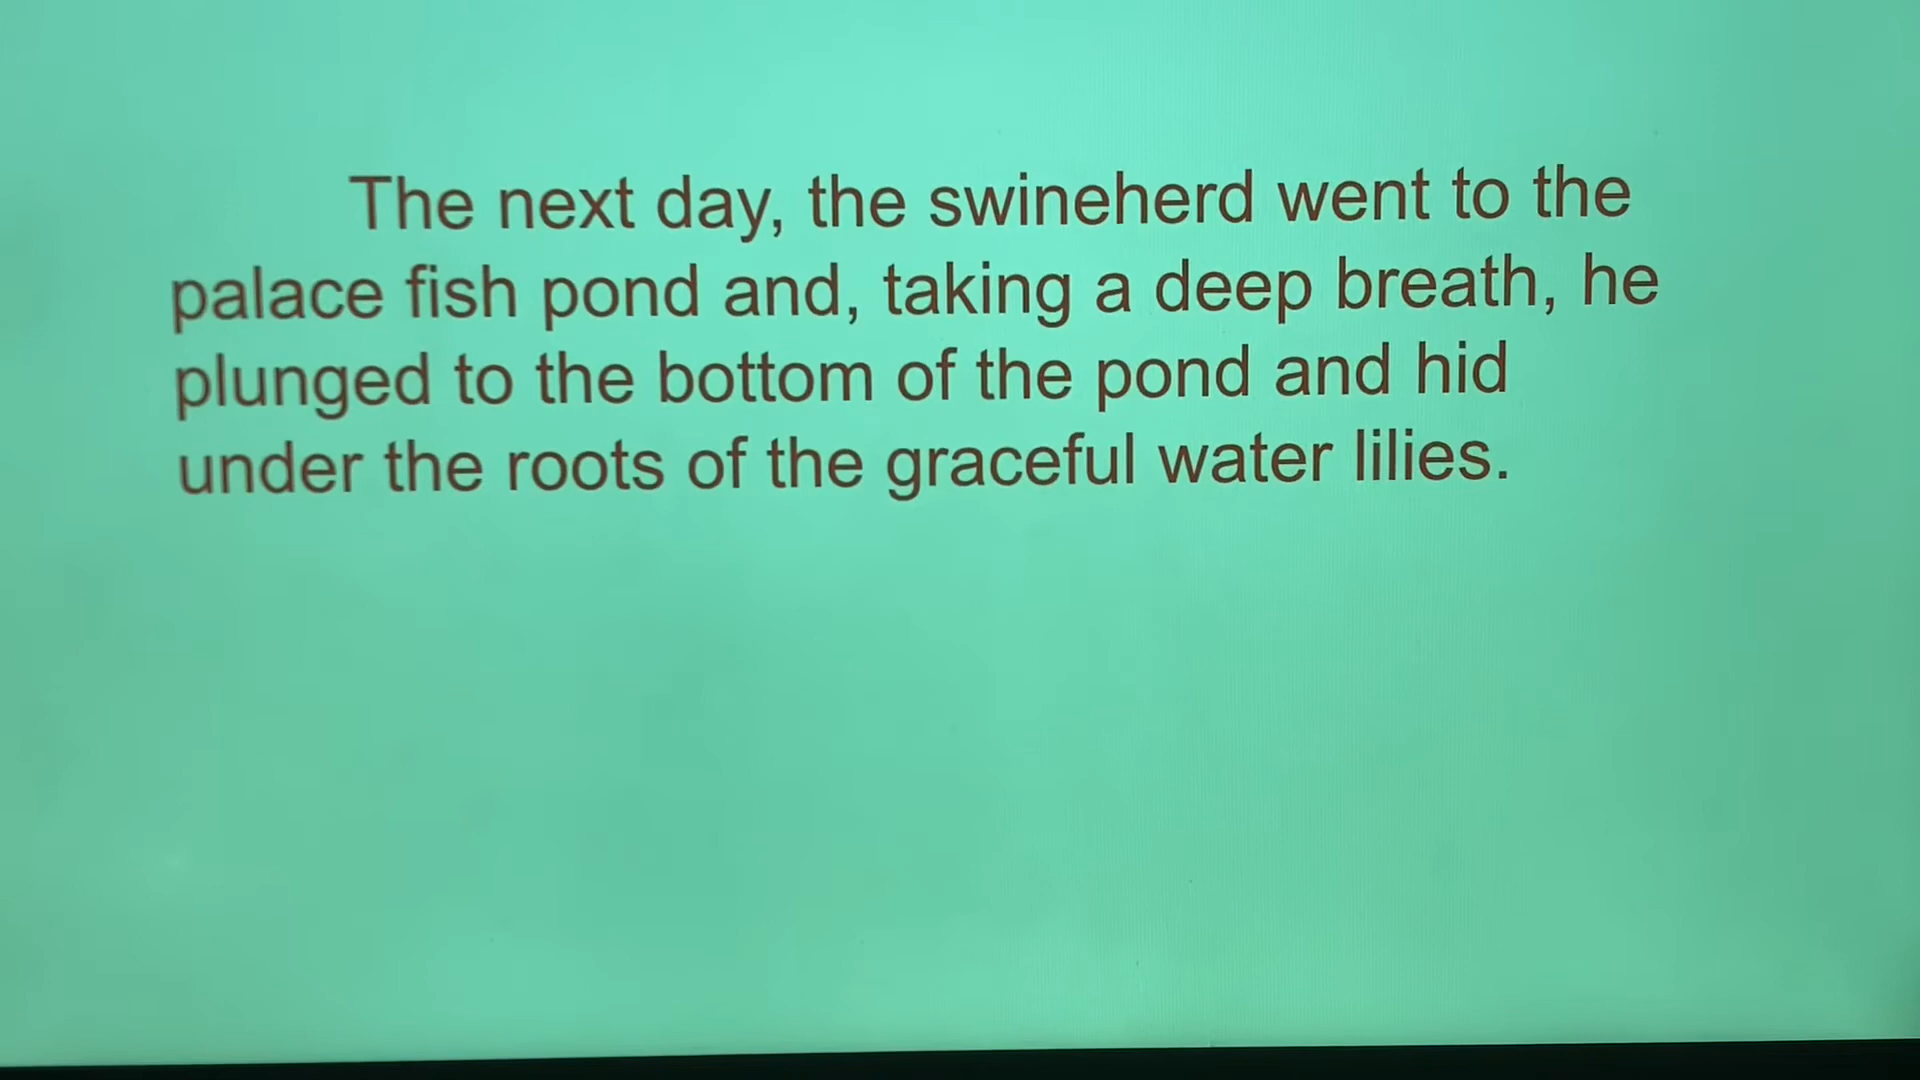 The next day, the swineherd went to the
palace fish pond and, taking a deep breath, he
plunged to the bottom of the pond and hid
under the roots of the graceful water lilies.